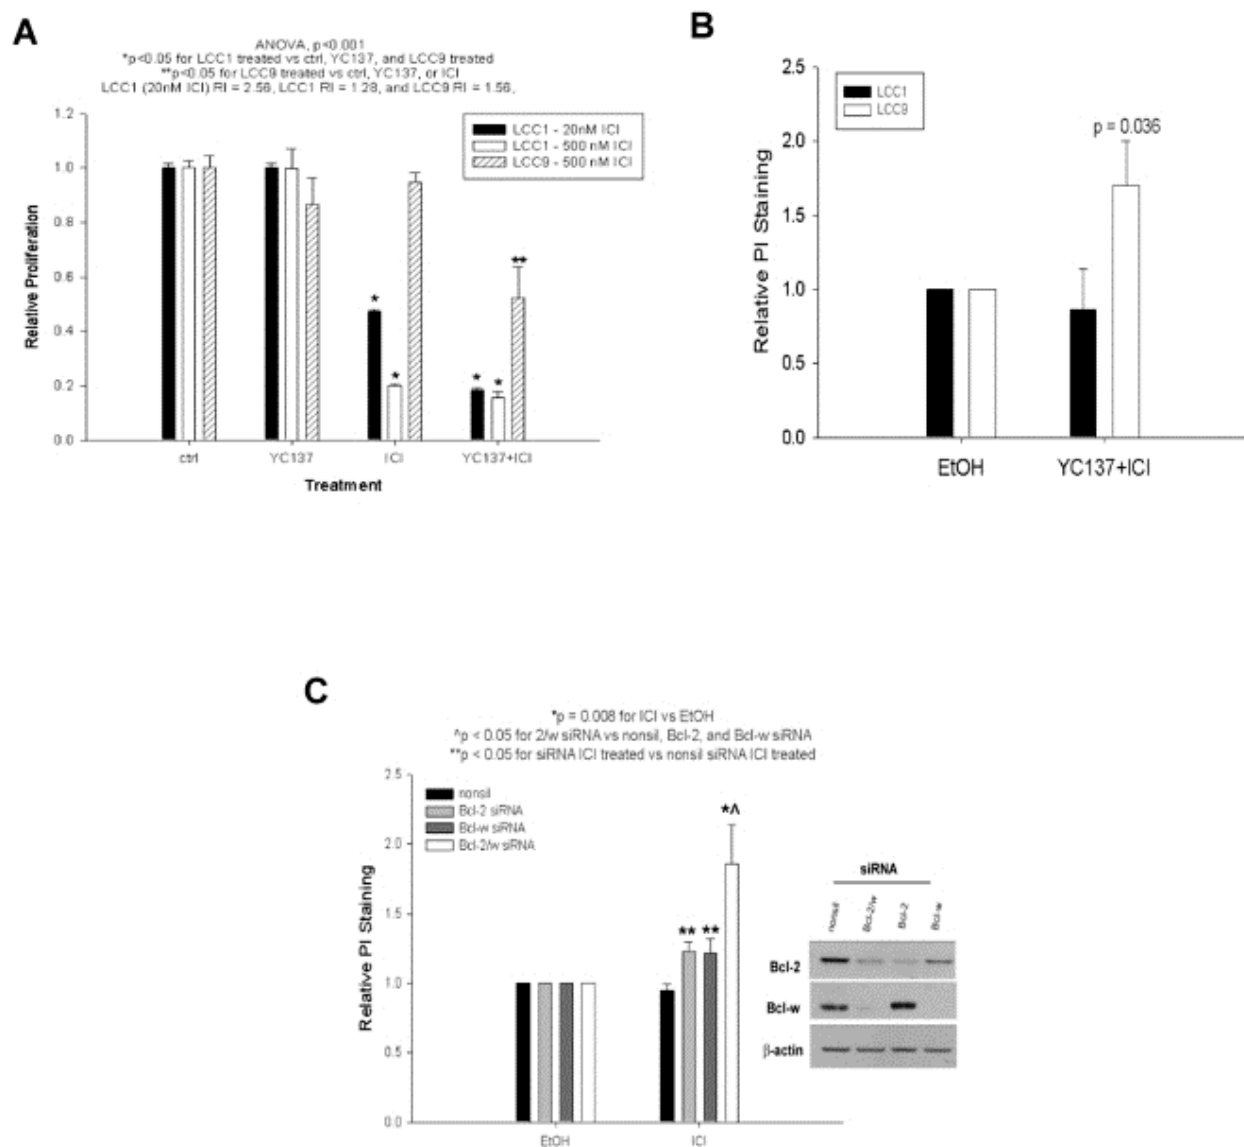 A
ANOVA, p<0.001
*p<0.05 for LCC1 treated vs ctrl, YC137, and LCC9 treated
**p<0.05 for LCC9 treated vs ctrl, YC137, or ICI
LCC1 (20nM ICI) RI = 2.56, LCC1 RI = 1.28, and LCC9 RI = 1.56,
Relative Proliferation
1.2
1.0
0.8
0.6
0.4
0.2
0.0
LCC1 - 20nM ICI
LCC1 - 500 nM ICI
LCC9 - 500 nM ICI
*
*
*
*
**
ctrl
YC137
ICI
YC137+ICI
Treatment
B
Relative PI Staining
2.5
2.0
1.5
1.0
0.5
0.0
LCC1
LCC9
p = 0.036
EtOH
YC137+ICI
C
*p = 0.008 for ICI vs EtOH
^p < 0.05 for 2/w siRNA vs nonsil, Bcl-2, and Bcl-w siRNA
**p < 0.05 for siRNA ICI treated vs nonsil siRNA ICI treated
Relative PI Staining
2.5
2.0
1.5
1.0
0.5
0.0
nonsil
Bcl-2 siRNA
Bcl-w siRNA
Bcl-2/w siRNA
**
**
*^
EtOH
ICI
siRNA
nonsil
Bcl-2/w
Bcl-2
Bcl-w
Bcl-2
Bcl-w
β-actin